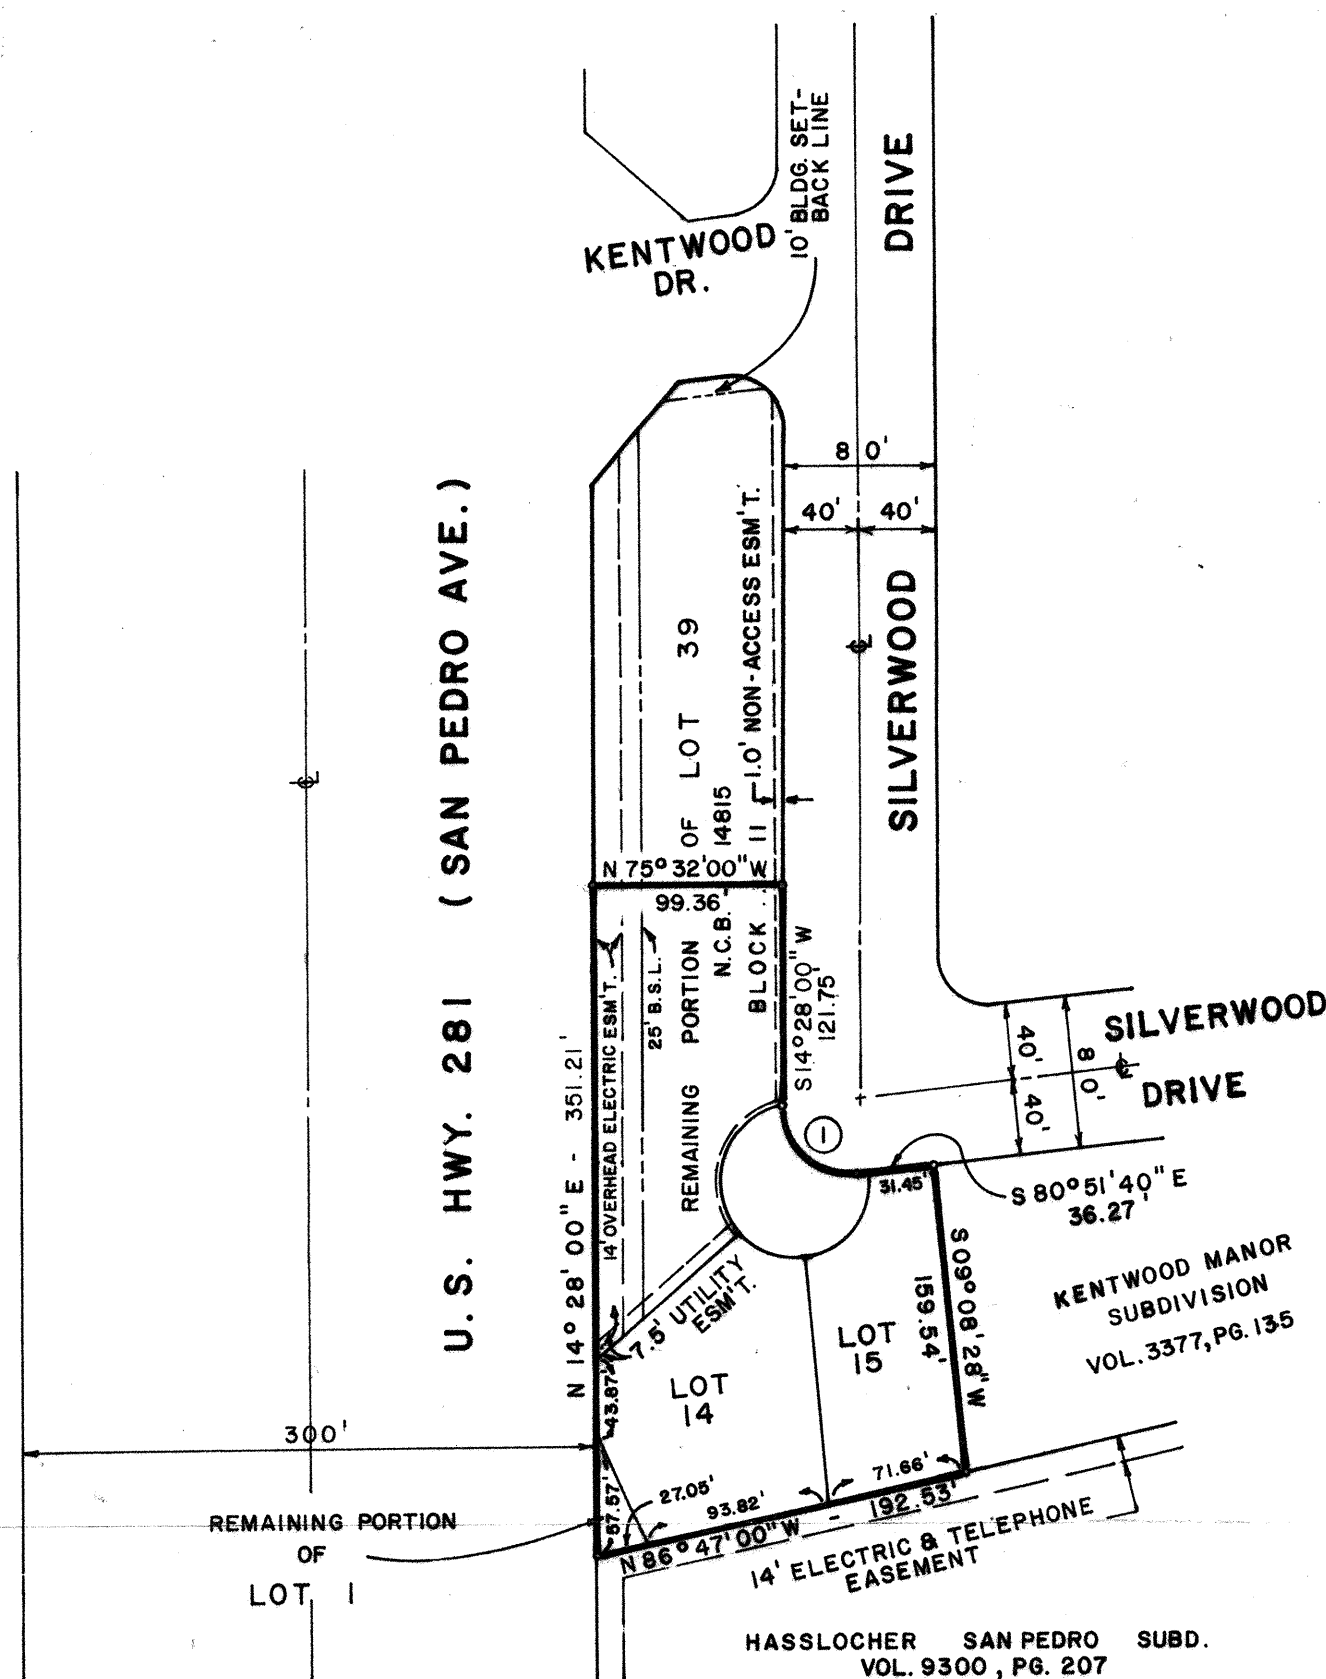 10' BLDG. SET-
BACK LINE
DRIVE
KENTWOOD
DR.
80'
40'
40'
U.S. HWY. 281 (SAN PEDRO AVE.)
1.0' NON-ACCESS ESM'T.
SILVERWOOD
REMAINING PORTION OF LOT 39
N.C.B. 14815
BLOCK 11
N 75° 32'00" W
99.36'
S14°28'00" W
121.75'
14' OVERHEAD ELECTRIC ESM'T.
25' B.S.L.
N 14° 28' 00" E - 351.21'
SILVERWOOD
DRIVE
40'
80'
40'
1
31.45'
S 80°51'40" E
36.27'
7.5' UTILITY
ESM'T.
S09°08'28" W
159.54'
KENTWOOD MANOR
SUBDIVISION
VOL. 3377, PG. 135
LOT
15
LOT
14
43.87'
300'
57.57'
27.05'
93.82'
71.66'
N 86° 47' 00" W - 192.53'
REMAINING PORTION
OF
LOT 1
14' ELECTRIC & TELEPHONE
EASEMENT
HASSLOCHER SAN PEDRO SUBD.
VOL. 9300, PG. 207